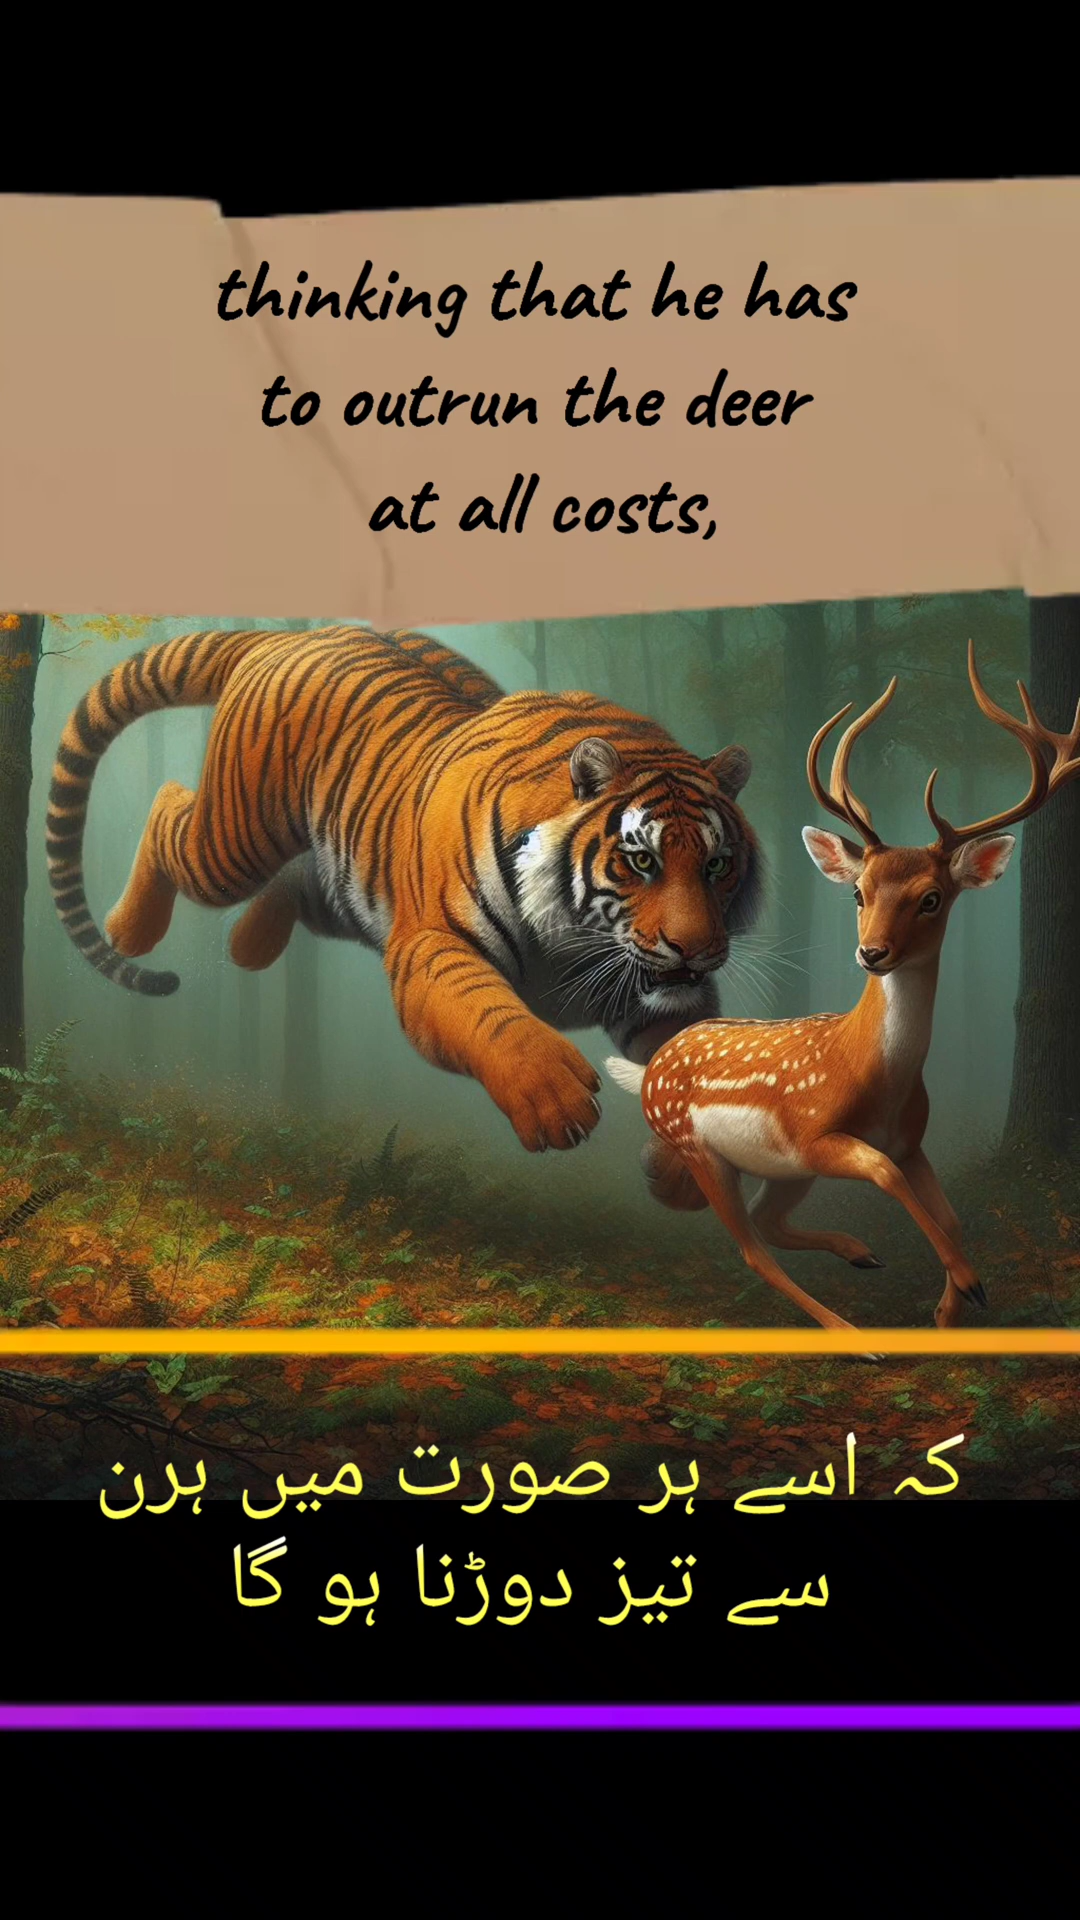 thinking that he has
to outrun the deer
at all costs,
کہ اسے ہر صورت میں ہرن
سے تیز دوڑنا ہو گا